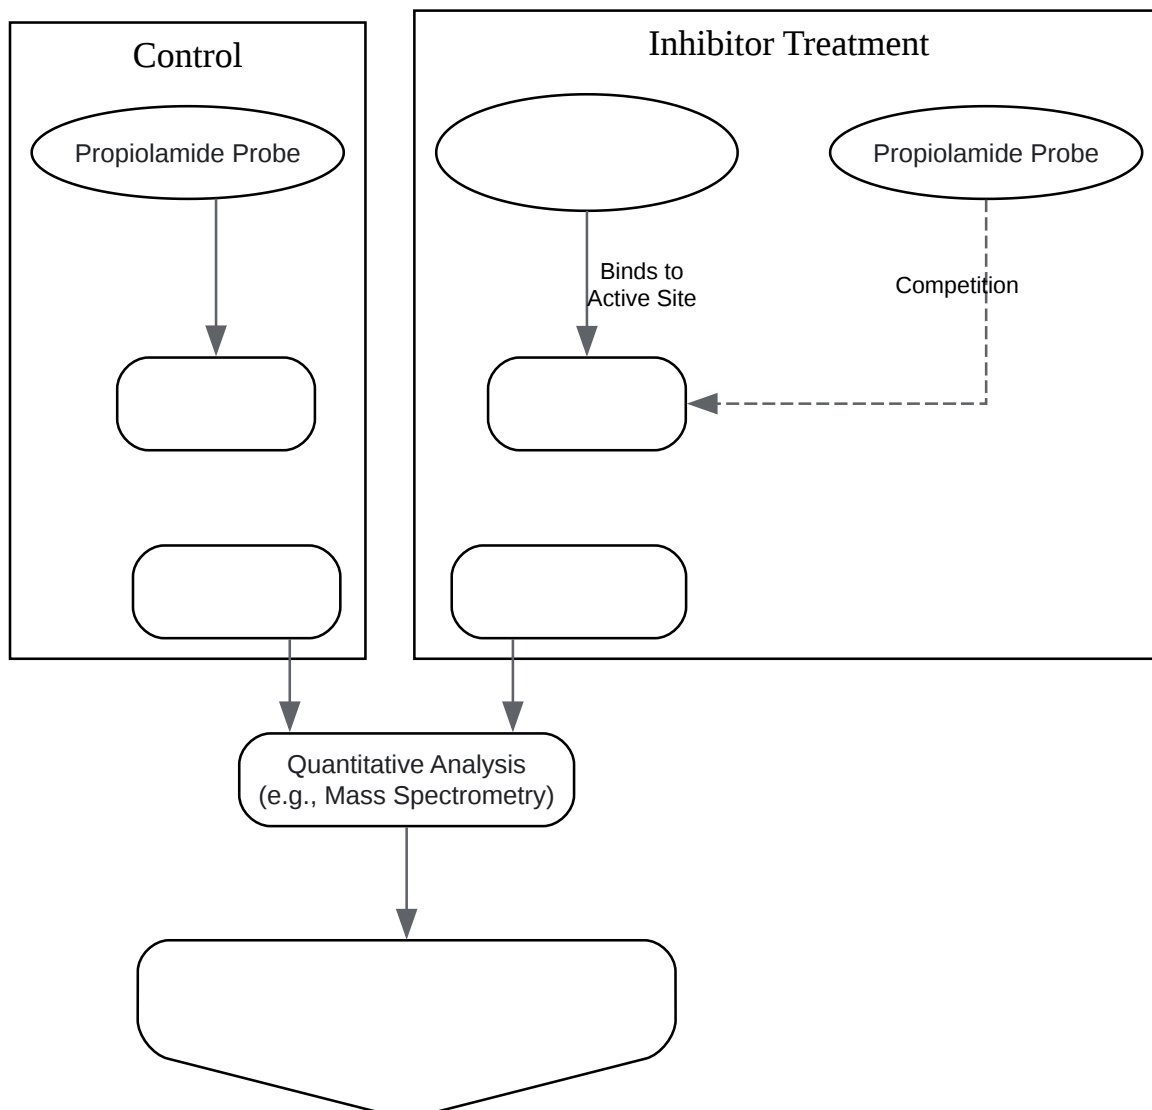 Control
Propiolamide Probe
Inhibitor Treatment
Propiolamide Probe
Binds to
Active Site
Competition
Quantitative Analysis
(e.g., Mass Spectrometry)